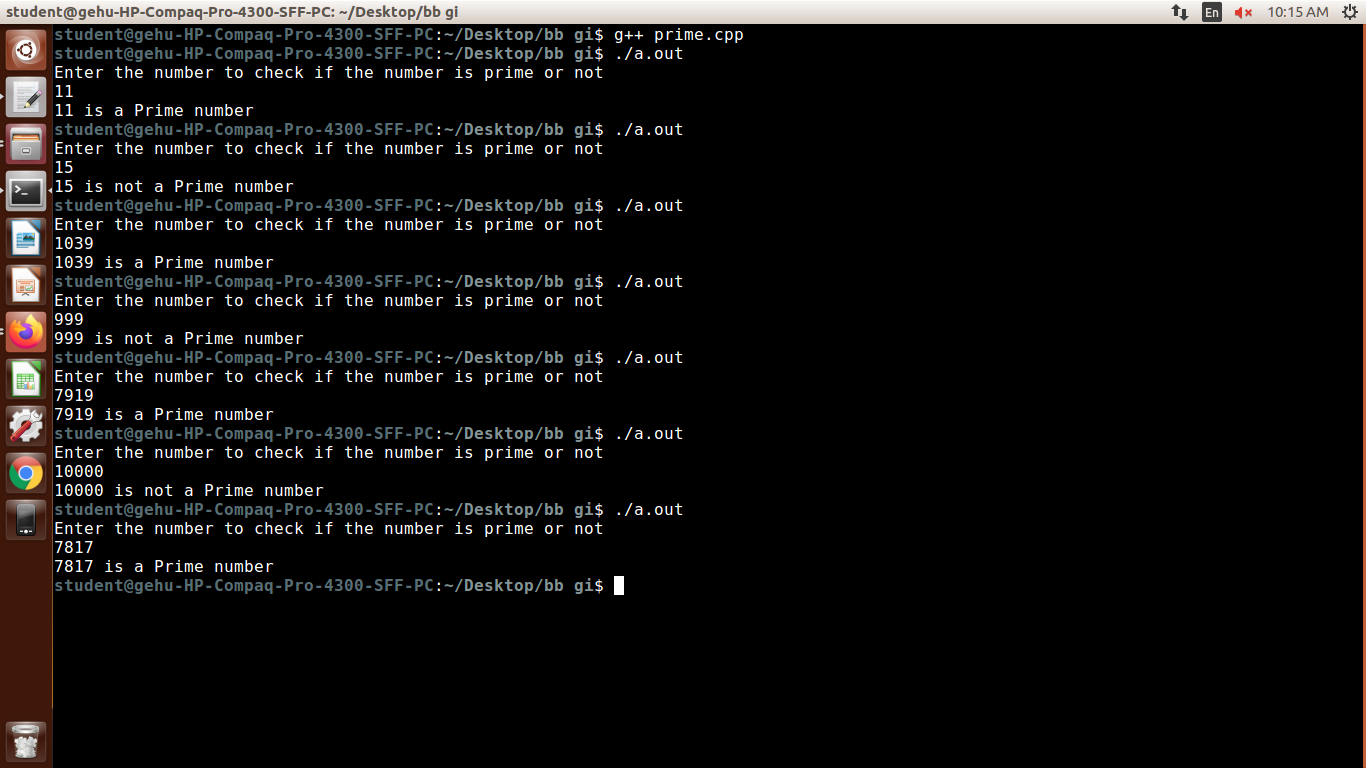 student@gehu-HP-Compaq-Pro-4300-SFF-PC: ~/Desktop/bb gi
En
10:15 AM
student@gehu-HP-Compaq-Pro-4300-SFF-PC:~/Desktop/bb gi$ g++ prime.cpp
student@gehu-HP-Compaq-Pro-4300-SFF-PC:~/Desktop/bb gi$ ./a.out
Enter the number to check if the number is prime or not
11
11 is a Prime number
student@gehu-HP-Compaq-Pro-4300-SFF-PC:~/Desktop/bb gi$ ./a.out
Enter the number to check if the number is prime or not
15
15 is not a Prime number
student@gehu-HP-Compaq-Pro-4300-SFF-PC:~/Desktop/bb gi$ ./a.out
Enter the number to check if the number is prime or not
1039
1039 is a Prime number
student@gehu-HP-Compaq-Pro-4300-SFF-PC:~/Desktop/bb gi$ ./a.out
Enter the number to check if the number is prime or not
999
999 is not a Prime number
student@gehu-HP-Compaq-Pro-4300-SFF-PC:~/Desktop/bb gi$ ./a.out
Enter the number to check if the number is prime or not
7919
7919 is a Prime number
student@gehu-HP-Compaq-Pro-4300-SFF-PC:~/Desktop/bb gi$ ./a.out
Enter the number to check if the number is prime or not
10000
10000 is not a Prime number
student@gehu-HP-Compaq-Pro-4300-SFF-PC:~/Desktop/bb gi$ ./a.out
Enter the number to check if the number is prime or not
7817
7817 is a Prime number
student@gehu-HP-Compaq-Pro-4300-SFF-PC:~/Desktop/bb gi$